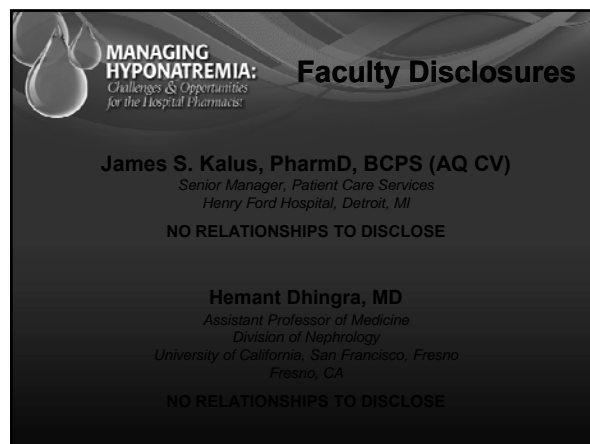 MANAGING
HYPONATREMIA:
Challenges & Opportunities
for the Hospital Pharmacist
Faculty Disclosures
James S. Kalus, PharmD, BCPS (AQ CV)
Senior Manager, Patient Care Services
Henry Ford Hospital, Detroit, MI
NO RELATIONSHIPS TO DISCLOSE
Hemant Dhingra, MD
Assistant Professor of Medicine
Division of Nephrology
University of California, San Francisco, Fresno
Fresno, CA
NO RELATIONSHIPS TO DISCLOSE